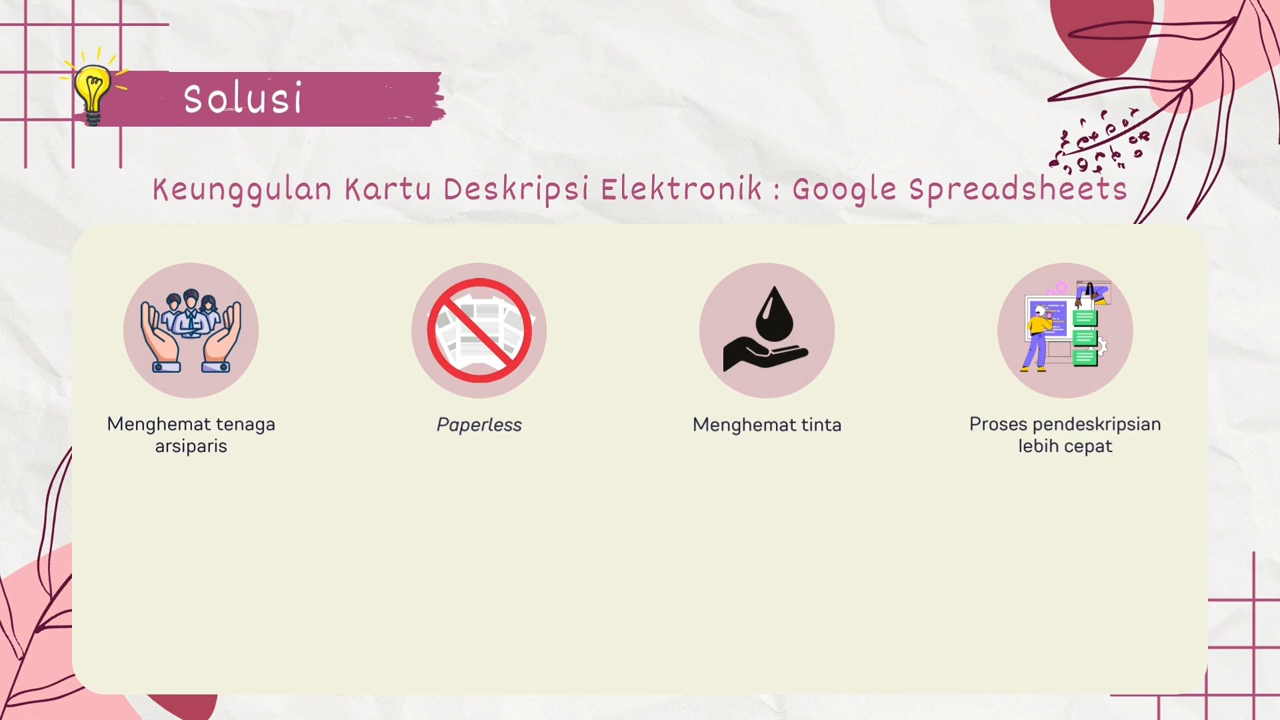 Solusi
Keunggulan Kartu Deskripsi Elektronik : Google Spreadsheets
Menghemat tenaga
arsiparis
Paperless
Menghemat tinta
Proses pendeskripsian
lebih cepat